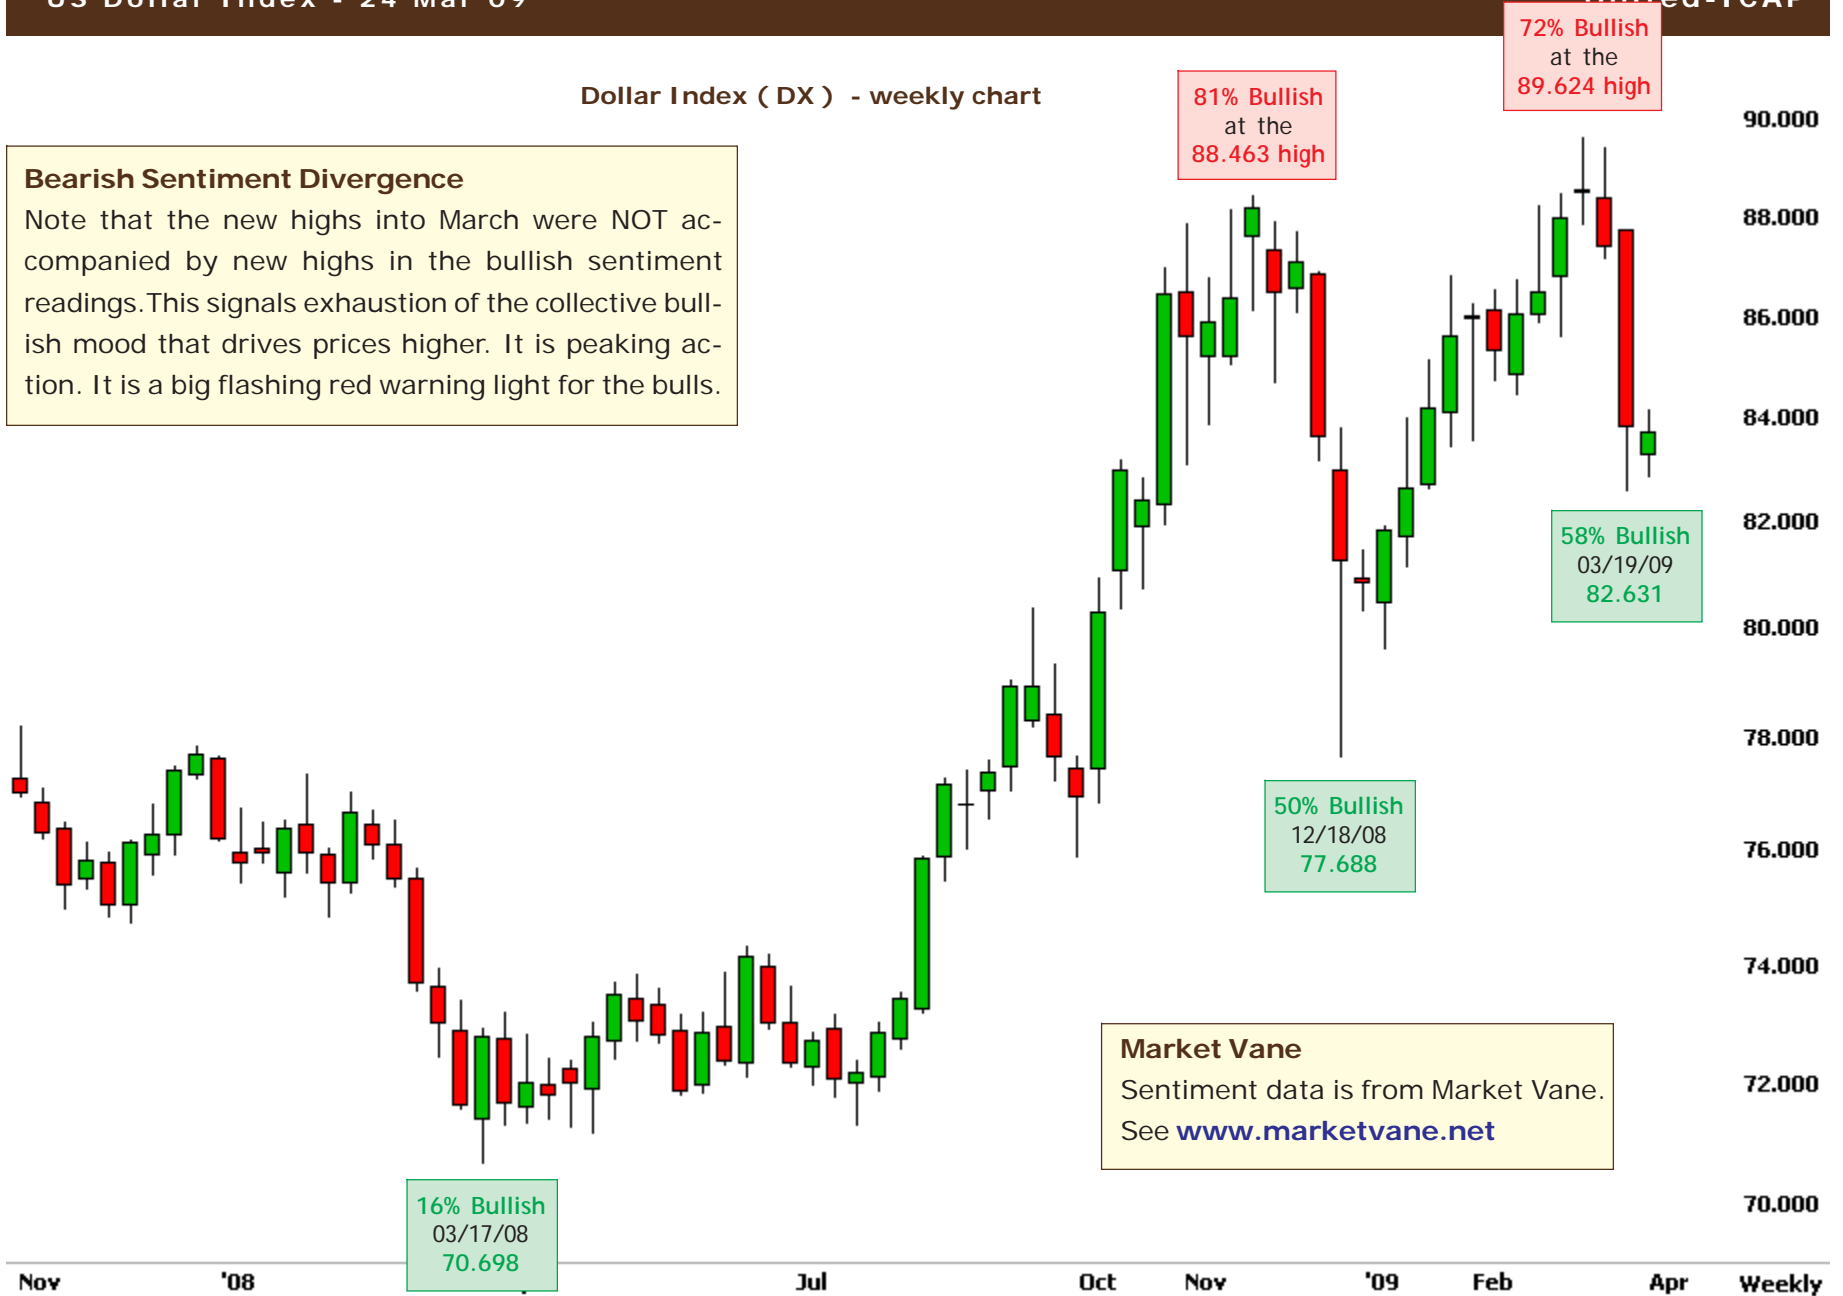 US Dollar Index - 24 Mar 09
72% Bullish
at the
89.624 high
Dollar Index ( DX ) - weekly chart
81% Bullish
at the
88.463 high
Bearish Sentiment Divergence
Note that the new highs into March were NOT ac-
companied by new highs in the bullish sentiment
readings.This signals exhaustion of the collective bull-
ish mood that drives prices higher. It is peaking ac-
tion. It is a big flashing red warning light for the bulls.
90.000
88.000
86.000
84.000
82.000
80.000
78.000
76.000
74.000
72.000
70.000
58% Bullish
03/19/09
82.631
50% Bullish
12/18/08
77.688
Market Vane
Sentiment data is from Market Vane.
See www.marketvane.net
16% Bullish
03/17/08
70.698
Nov '08 Jul Oct Nov '09 Feb Apr Weekly